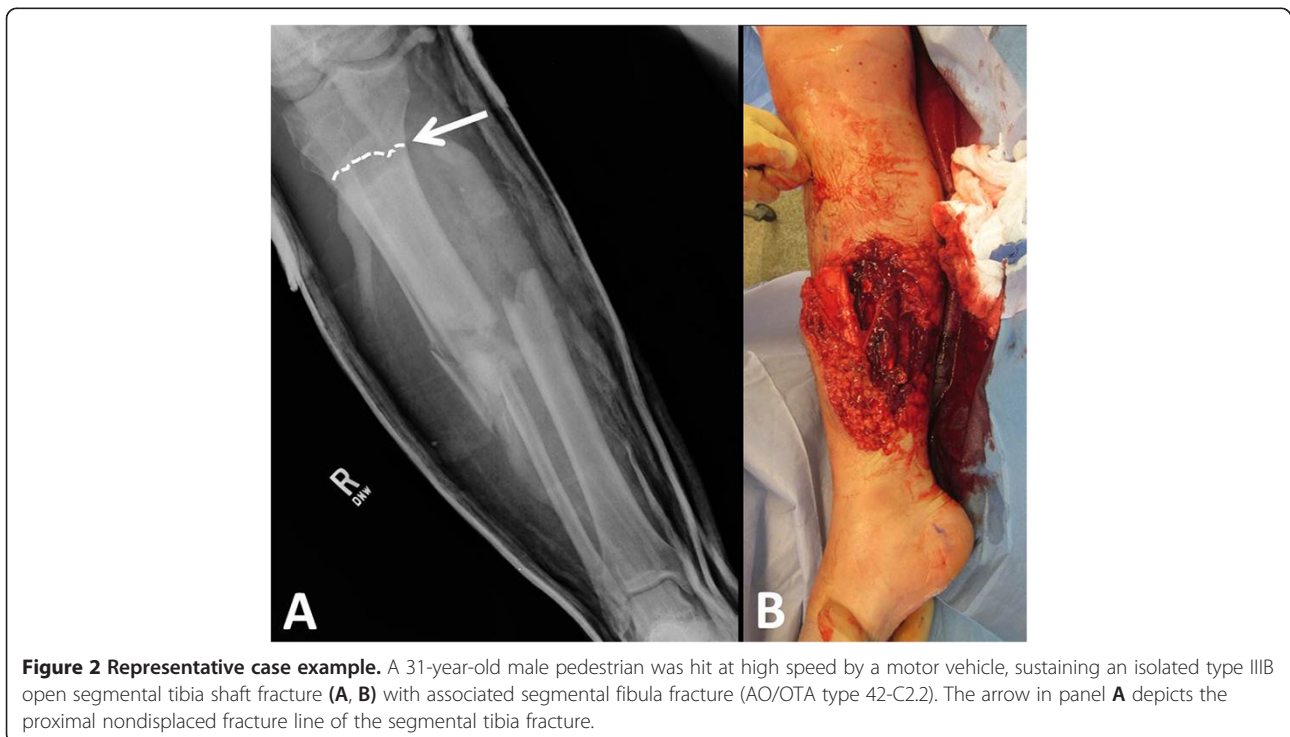 R
DMW
A
B
Figure 2 Representative case example. A 31-year-old male pedestrian was hit at high speed by a motor vehicle, sustaining an isolated type IIIB
open segmental tibia shaft fracture (A, B) with associated segmental fibula fracture (AO/OTA type 42-C2.2). The arrow in panel A depicts the
proximal nondisplaced fracture line of the segmental tibia fracture.